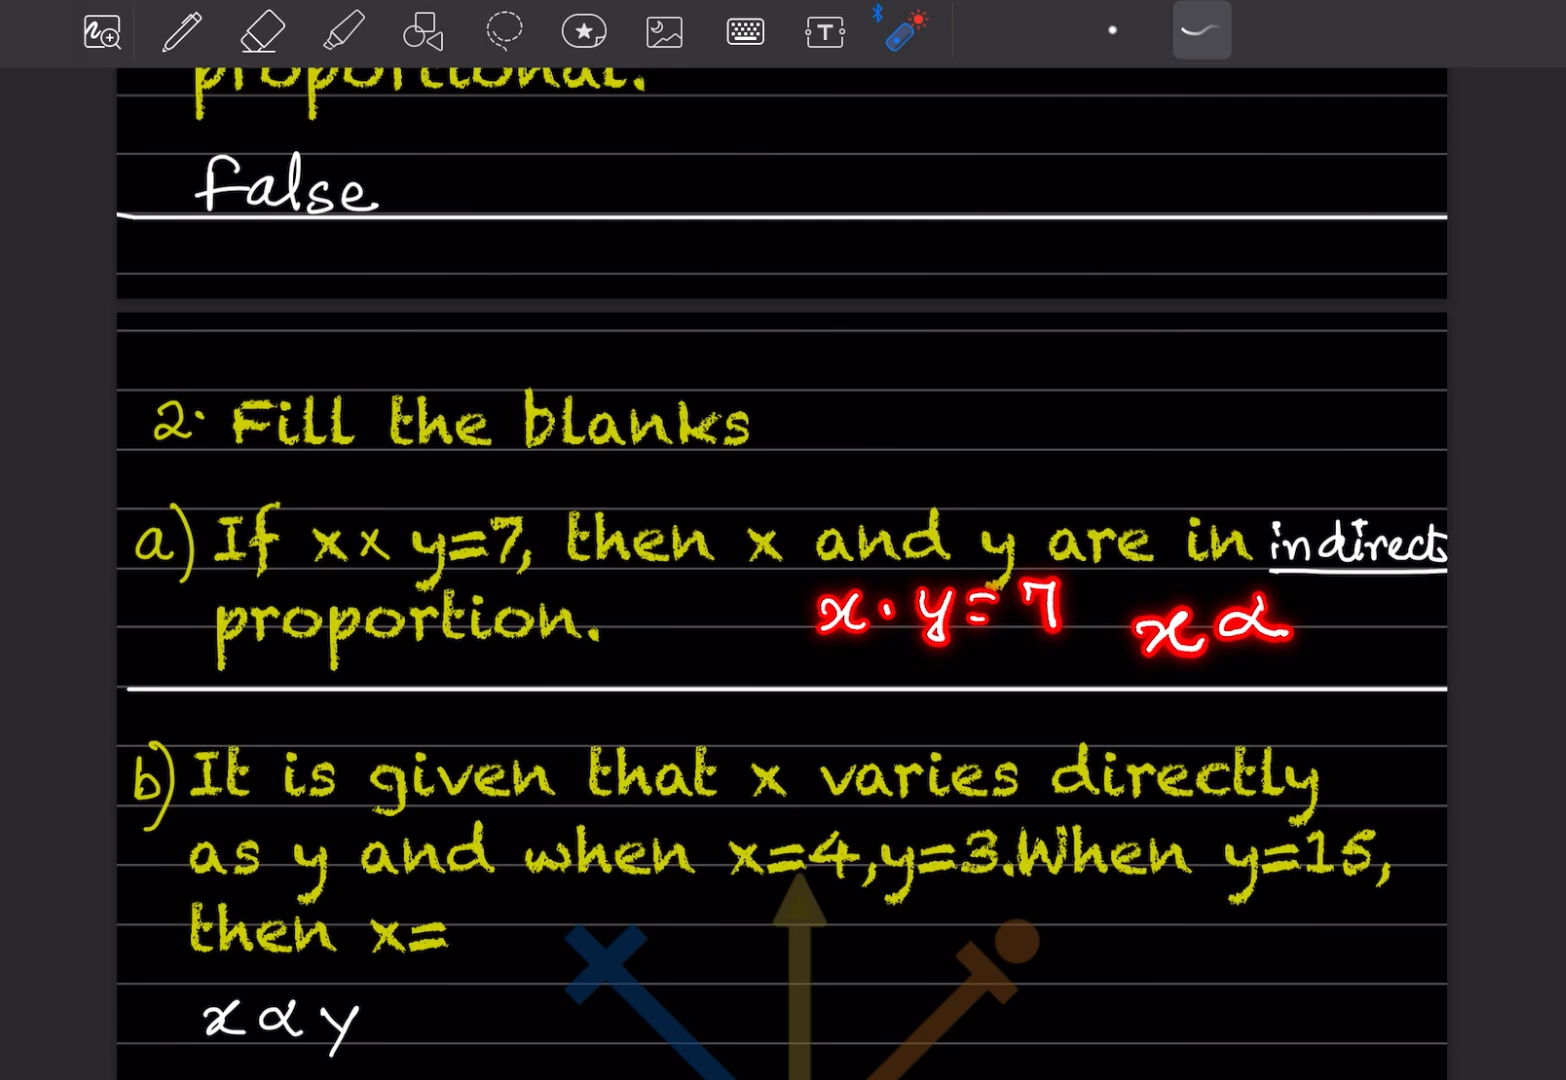 proportional.
false
2. Fill the blanks
a) If x x y=7, then x and y are in indirect
proportion.
x . y = 7 x α
b) It is given that x varies directly
as y and when x=4,y=3.When y=15,
then x=
x α y